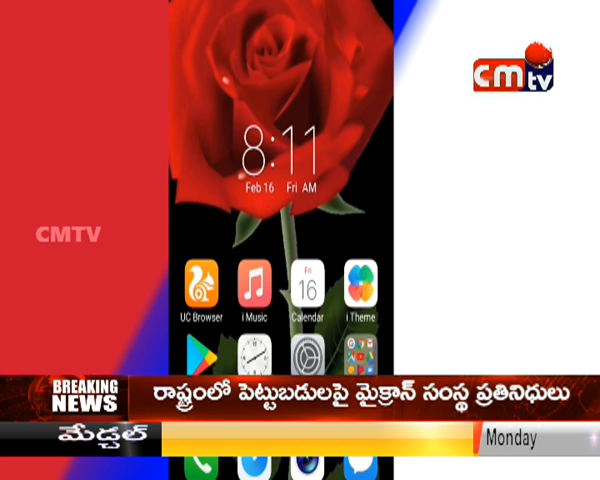 cmtv
8:11
Feb 16 Fri AM
CMTV
Fri
16
UC Browser i Music Calendar i Theme
BREAKING NEWS
రాష్ట్రంలో పెట్టుబడులపై మైక్రాన్ సంస్థ ప్రతినిధులు
మేడ్చల్
Monday